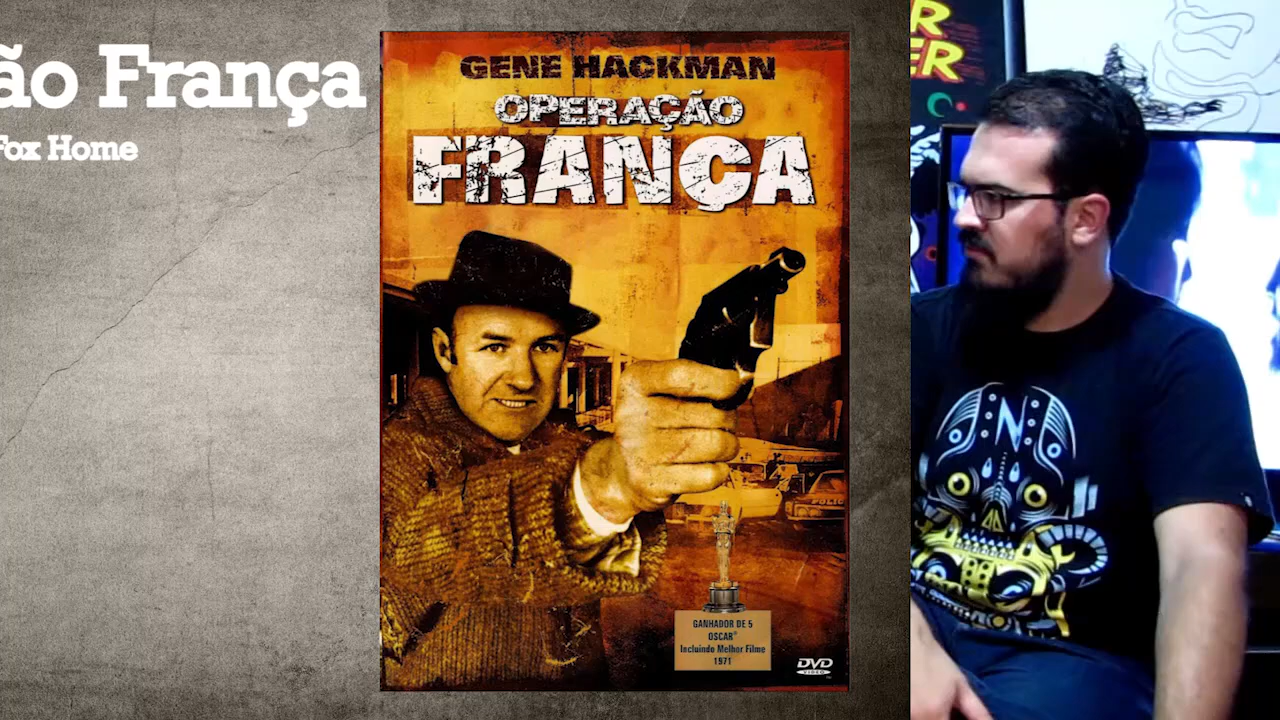 ão França
Fox Home
GENE HACKMAN
OPERAÇÃO
FRANÇA
GANHADOR DE 5
OSCAR®
Incluindo Melhor Filme
1971
DVD
VIDEO
POLICE
N